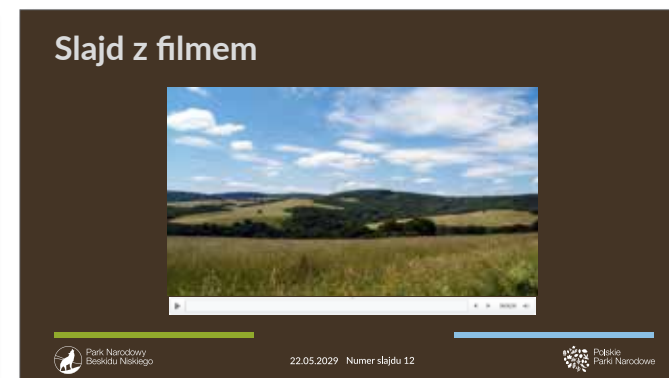 Slajd z filmem
Park Narodowy
Beskidu Niskiego
22.05.2029 Numer slajdu 12
Polskie
Parki Narodowe